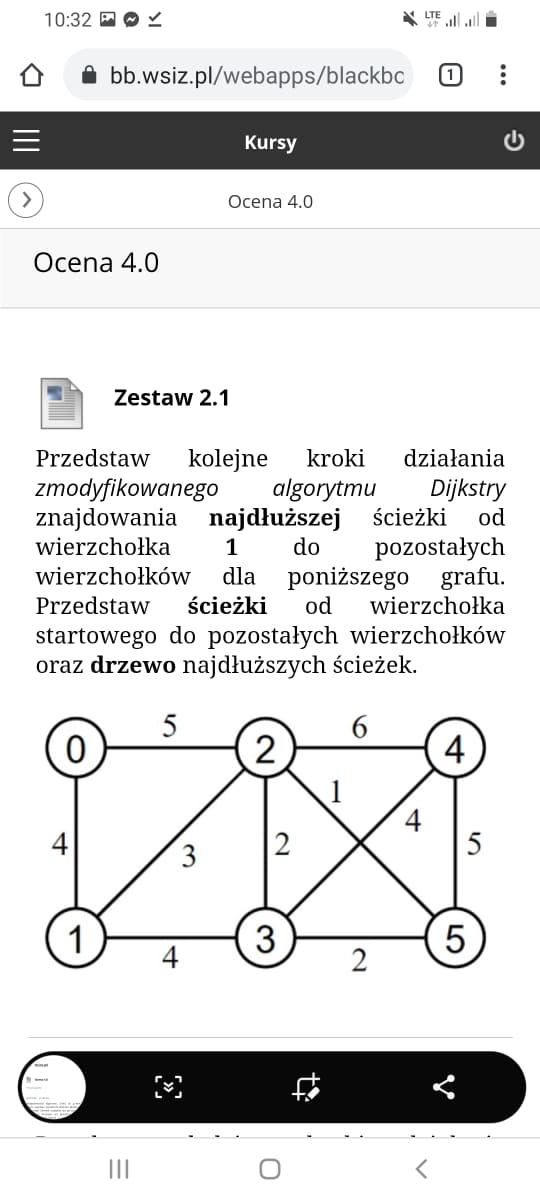 10:32
LTE
bb.wsiz.pl/webapps/blackbc
1
Kursy
Ocena 4.0
Ocena 4.0
Zestaw 2.1
Przedstaw kolejne kroki działania
zmodyfikowanego algorytmu Dijkstry
znajdowania najdłuższej ścieżki od
wierzchołka 1 do pozostałych
wierzchołków dla poniższego grafu.
Przedstaw ścieżki od wierzchołka
startowego do pozostałych wierzchołków
oraz drzewo najdłuższych ścieżek.
5 6
0 2 4
1
4 3 2 4 5
1 3 5
4 2